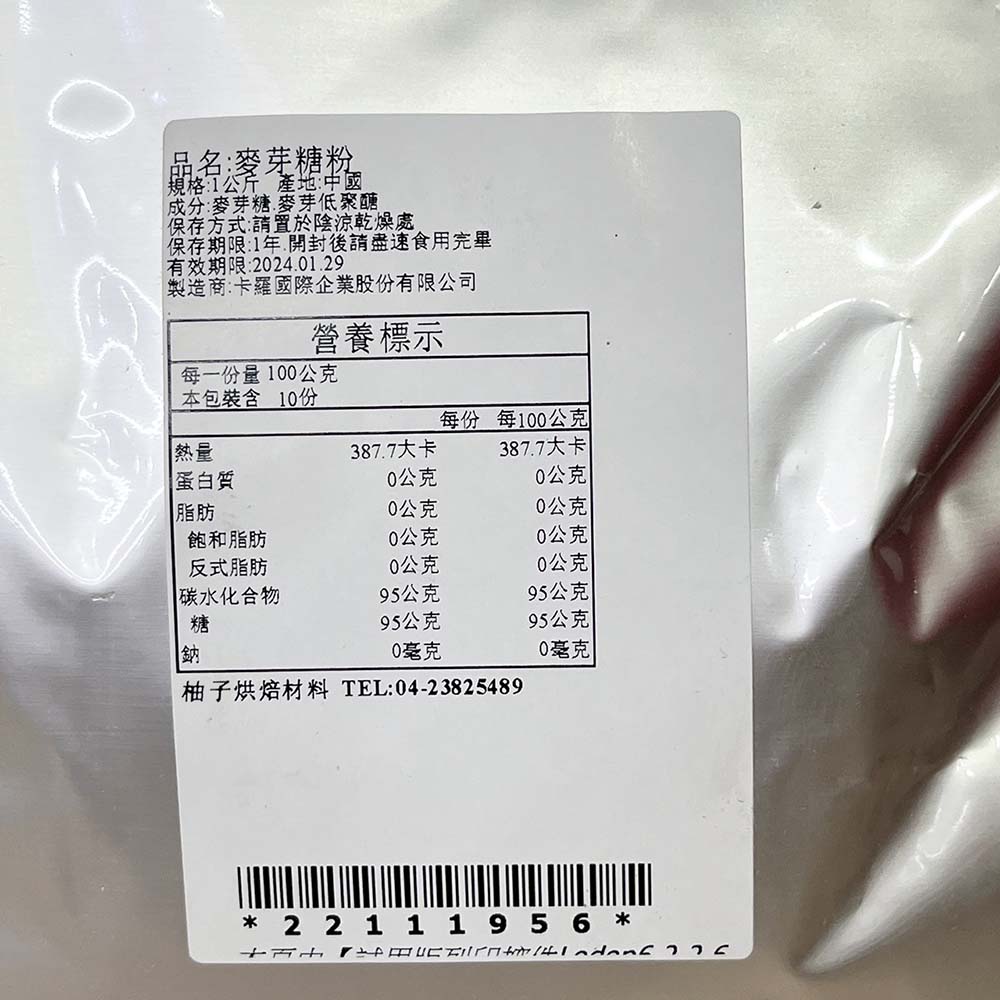 品名:麥芽糖粉
規格:1公斤 產地:中國
成分:麥芽糖.麥芽低聚醣
保存方式:請置於陰涼乾燥處
保存期限:1年.開封後請盡速食用完畢
有效期限:2024.01.29
製造商:卡羅國際企業股份有限公司
營養標示
每一份量 100公克
本包裝含 10份
每份 每100公克
熱量 387.7大卡 387.7大卡
蛋白質 0公克 0公克
脂肪 0公克 0公克
飽和脂肪 0公克 0公克
反式脂肪 0公克 0公克
碳水化合物 95公克 95公克
糖 95公克 95公克
鈉 0毫克 0毫克
柚子烘焙材料 TEL:04-23825489
*22111956*